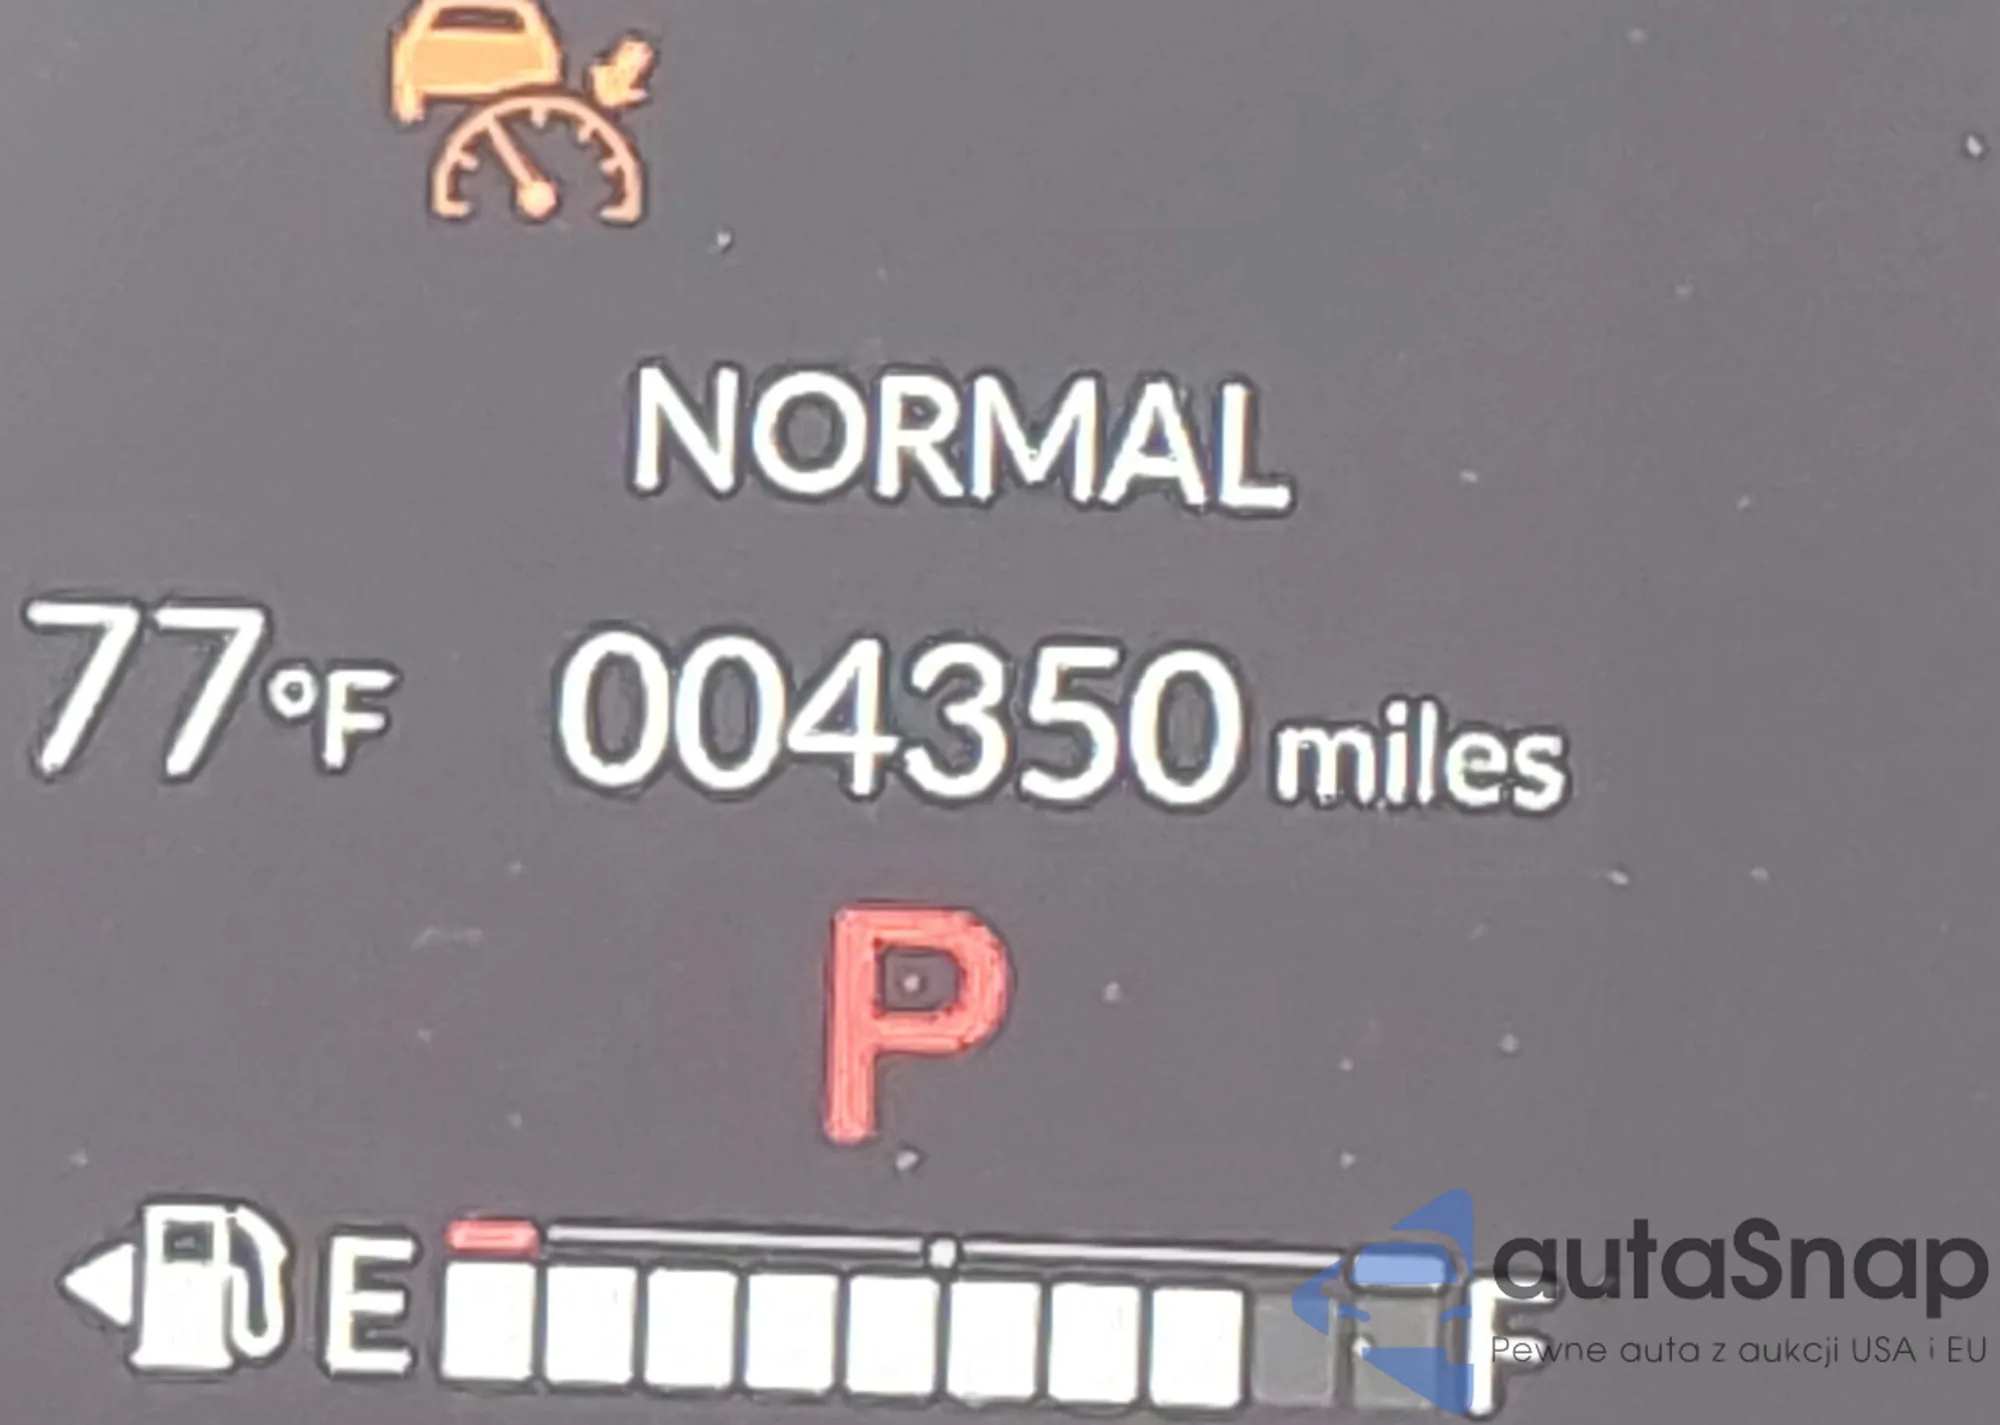 NORMAL
77°F 004350 miles
P
E F
autaSnap
Pewne auta z aukcji USA i EU